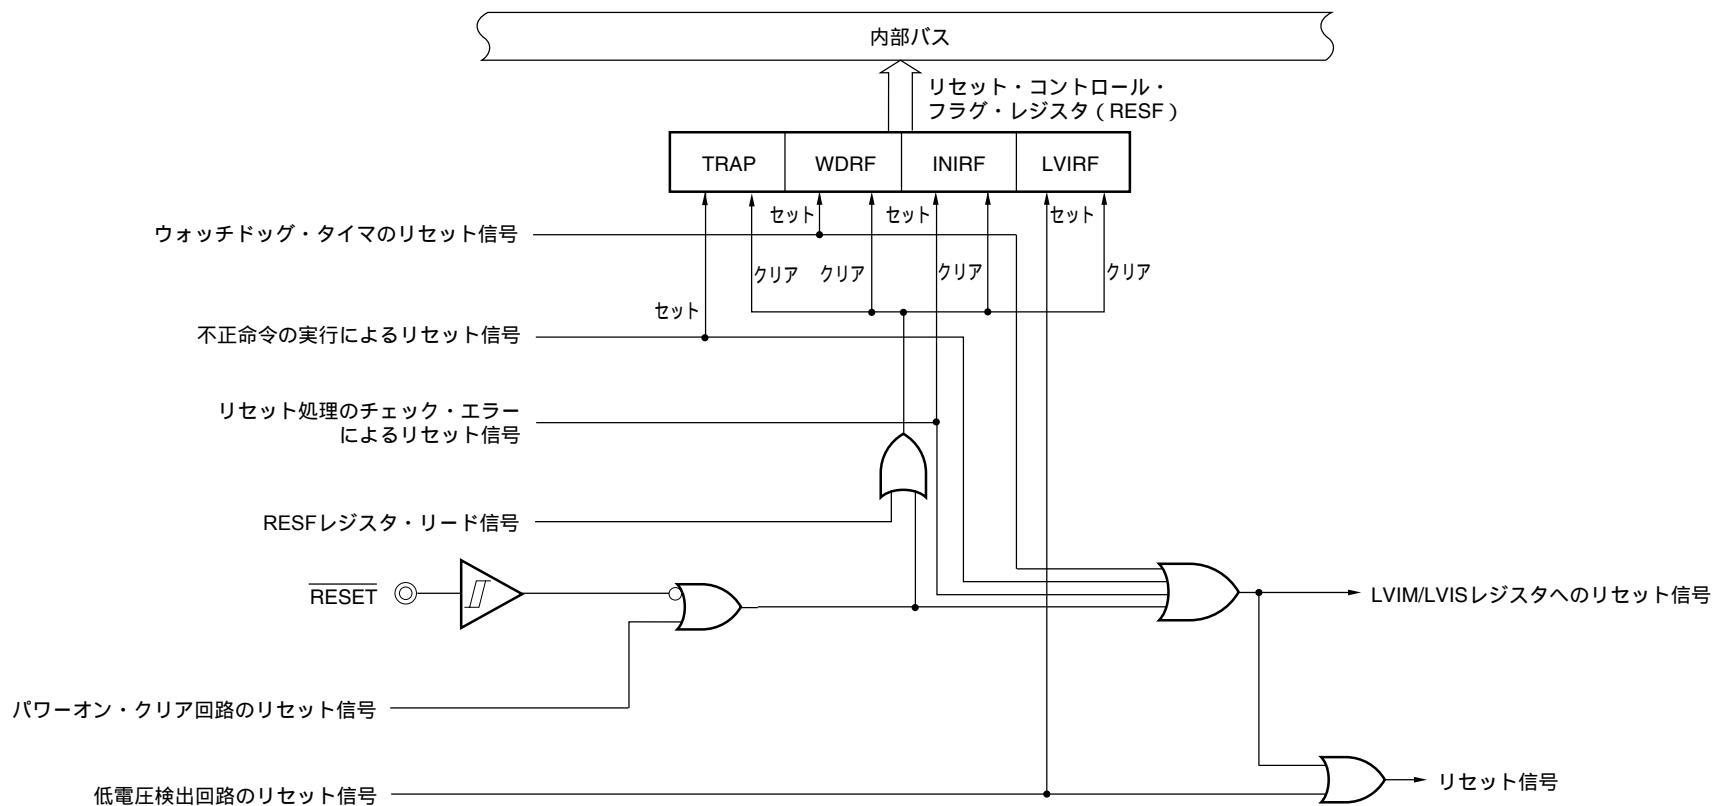 内部バス
リセット・コントロール・
フラグ・レジスタ（RESF）
TRAP
WDRF
INIRF
LVIRF
セット
セット
セット
ウォッチドッグ・タイマのリセット信号
クリア
クリア
クリア
クリア
セット
不正命令の実行によるリセット信号
リセット処理のチェック・エラー
によるリセット信号
RESFレジスタ・リード信号
RESET
LVIM/LVISレジスタへのリセット信号
パワーオン・クリア回路のリセット信号
リセット信号
低電圧検出回路のリセット信号